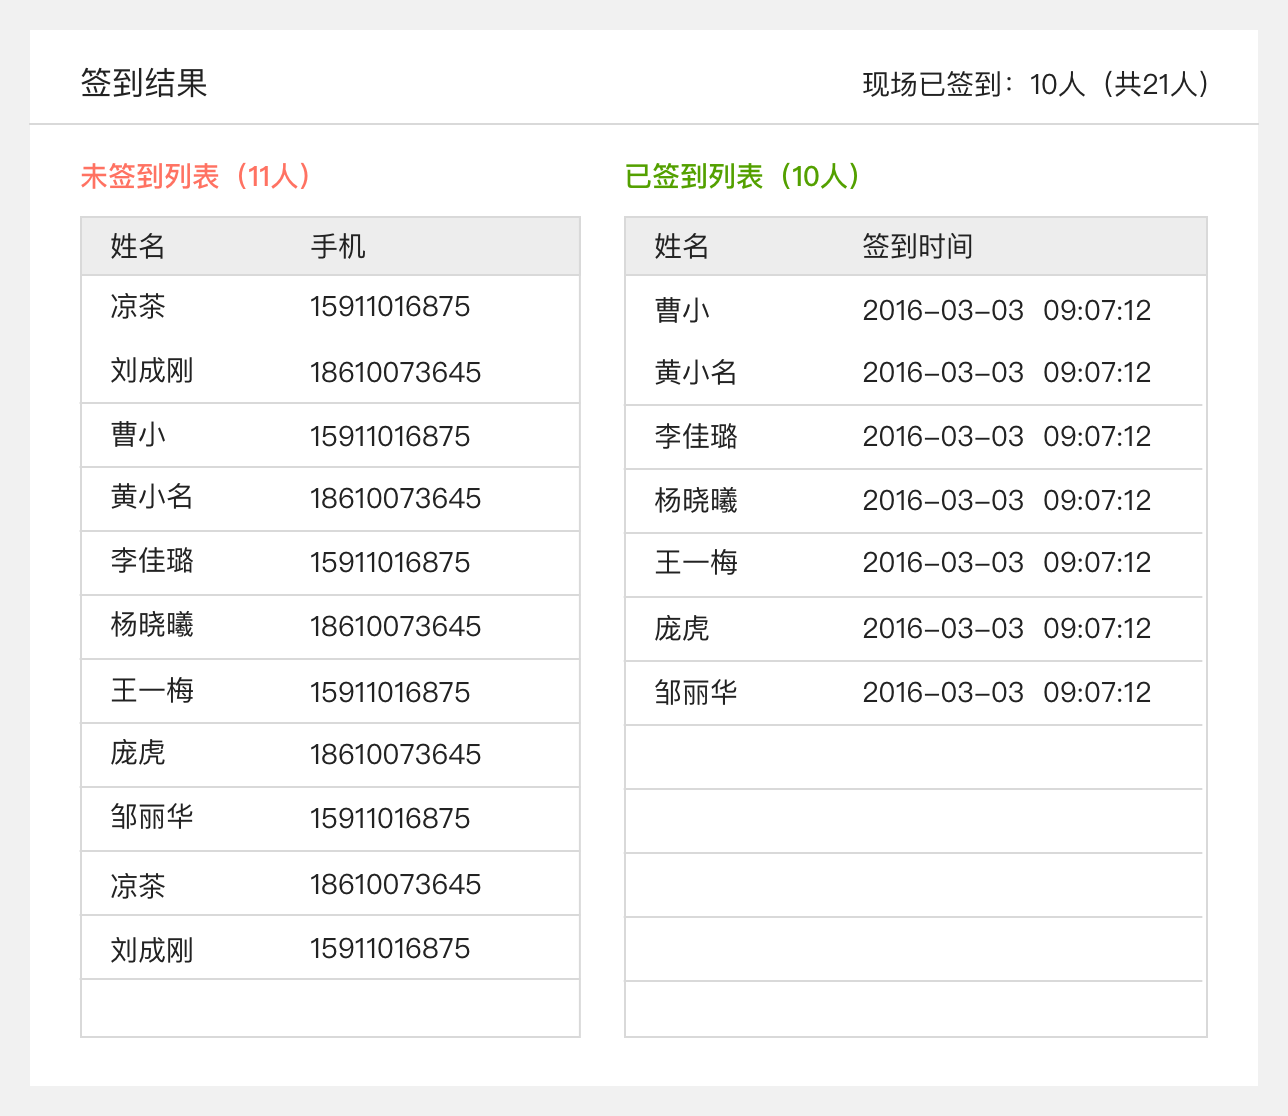 签到结果
现场已签到：10人（共21人）
未签到列表（11人）
姓名 手机
凉茶 15911016875
刘成刚 18610073645
曹小 15911016875
黄小名 18610073645
李佳璐 15911016875
杨晓曦 18610073645
王一梅 15911016875
庞虎 18610073645
邹丽华 15911016875
凉茶 18610073645
刘成刚 15911016875
已签到列表（10人）
姓名 签到时间
曹小 2016-03-03 09:07:12
黄小名 2016-03-03 09:07:12
李佳璐 2016-03-03 09:07:12
杨晓曦 2016-03-03 09:07:12
王一梅 2016-03-03 09:07:12
庞虎 2016-03-03 09:07:12
邹丽华 2016-03-03 09:07:12